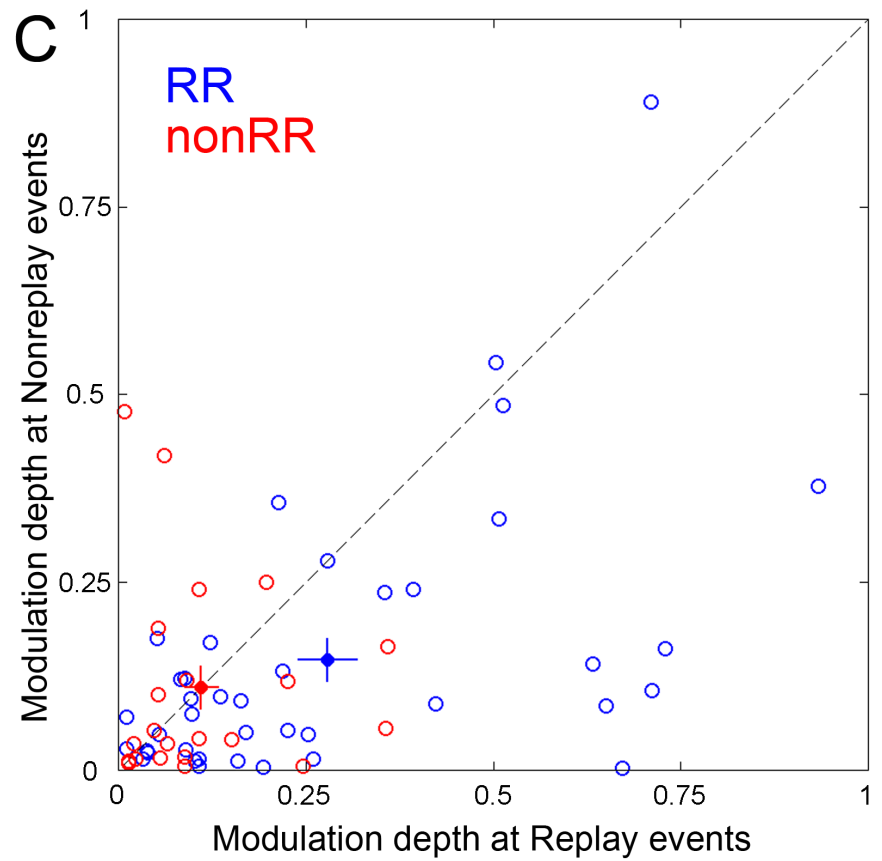 C
RR
nonRR
Modulation depth at Nonreplay events
1
0.75
0.5
0.25
0
0
0.25
0.5
0.75
1
Modulation depth at Replay events